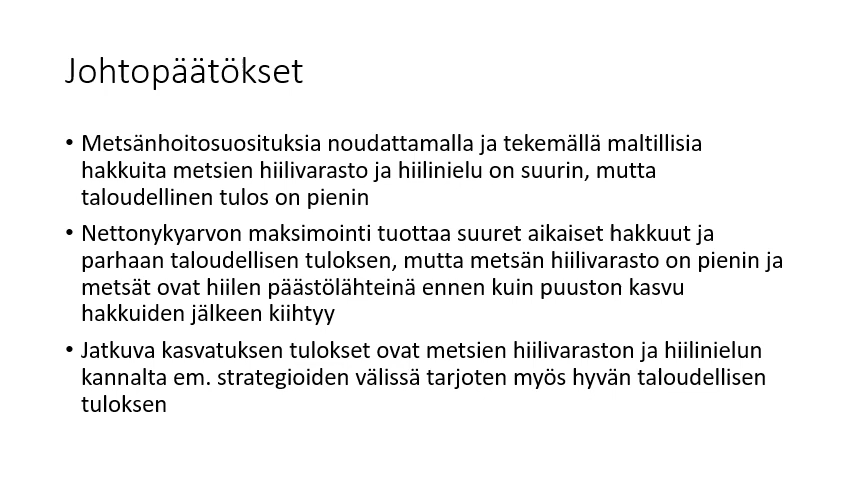 Johtopäätökset
• Metsänhoitosuosituksia noudattamalla ja tekemällä maltillisia
hakkuita metsien hiilivarasto ja hiilinielu on suurin, mutta
taloudellinen tulos on pienin
• Nettonykyarvon maksimointi tuottaa suuret aikaiset hakkuut ja
parhaan taloudellisen tuloksen, mutta metsän hiilivarasto on pienin ja
metsät ovat hiilen päästölähteinä ennen kuin puuston kasvu
hakkuiden jälkeen kiihtyy
• Jatkuva kasvatuksen tulokset ovat metsien hiilivaraston ja hiilinielun
kannalta em. strategioiden välissä tarjoten myös hyvän taloudellisen
tuloksen